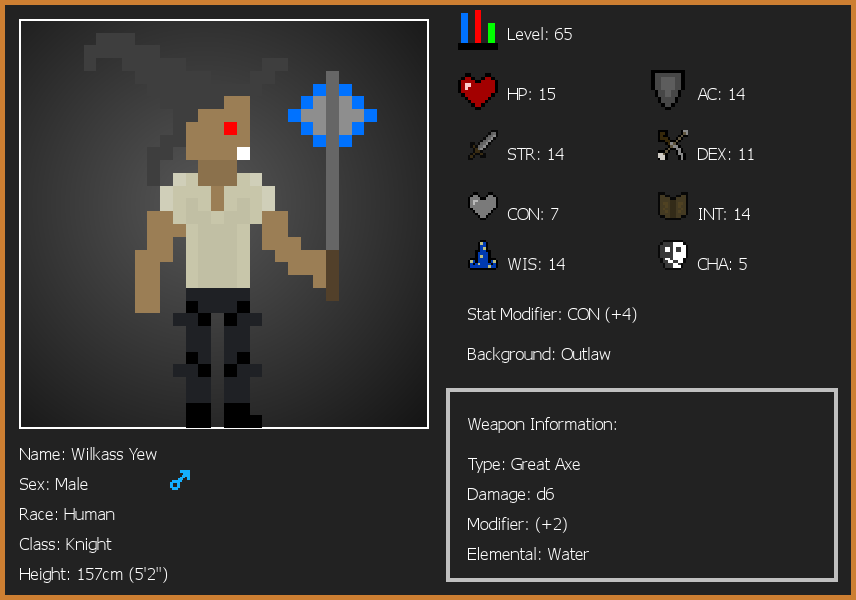 Level: 65
HP: 15
AC: 14
STR: 14
DEX: 11
CON: 7
INT: 14
WIS: 14
CHA: 5
Stat Modifier: CON (+4)
Background: Outlaw
Weapon Information:
Type: Great Axe
Damage: d6
Modifier: (+2)
Elemental: Water
Name: Wilkass Yew
Sex: Male
Race: Human
Class: Knight
Height: 157cm (5'2")